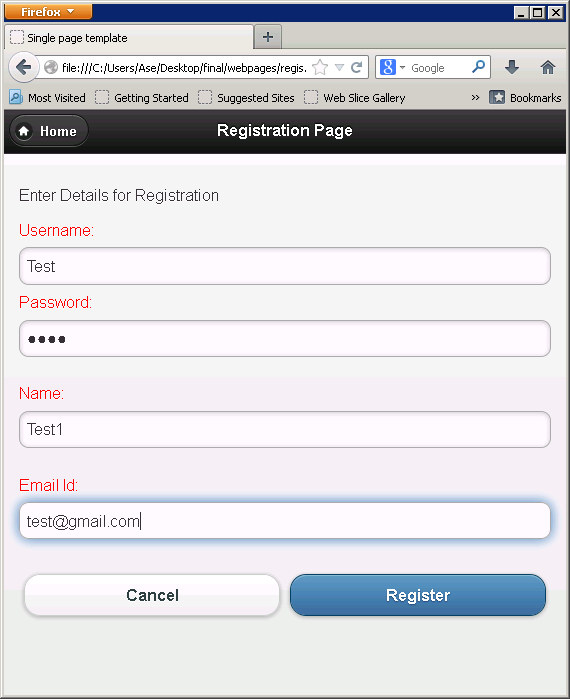 Firefox
Single page template
file:///C:/Users/Ase/Desktop/final/webpages/regis.
Google
Most Visited Getting Started Suggested Sites Web Slice Gallery » Bookmarks
Home Registration Page
Enter Details for Registration
Username:
Test
Password:
••••
Name:
Test1
Email Id:
test@gmail.com
Cancel Register